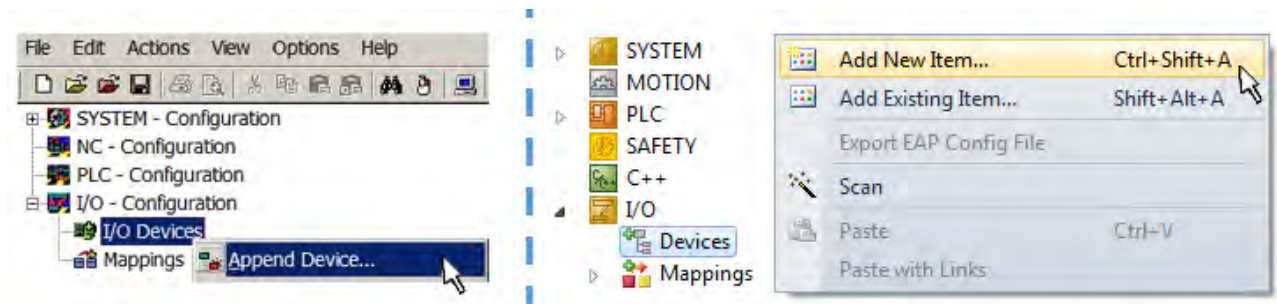 File Edit Actions View Options Help
SYSTEM - Configuration
NC - Configuration
PLC - Configuration
I/O - Configuration
I/O Devices
Mappings Append Device...
SYSTEM
MOTION
PLC
SAFETY
C++
I/O
Devices
Mappings
Add New Item... Ctrl+Shift+A
Add Existing Item... Shift+Alt+A
Export EAP Config File
Scan
Paste Ctrl+V
Paste with Links